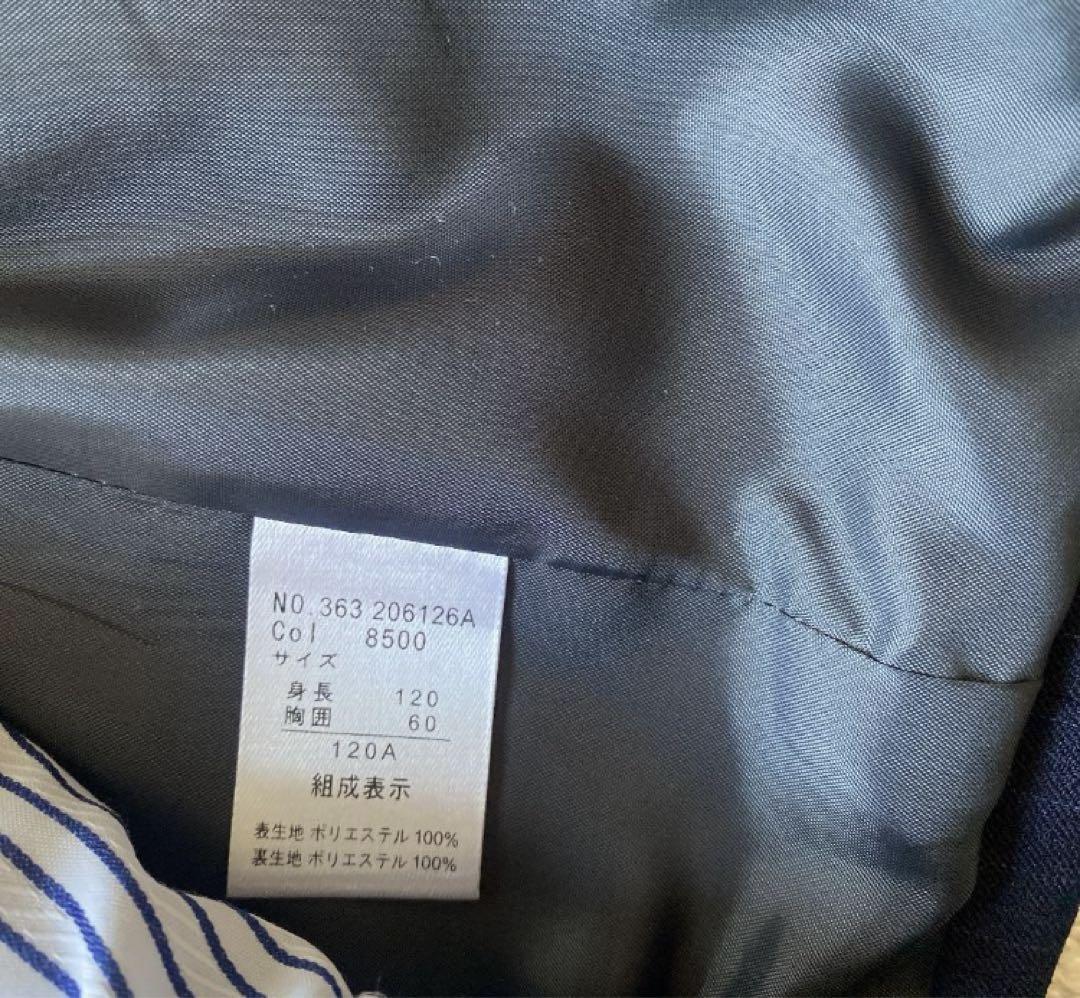 NO.363 206126A
Col 8500
サイズ
身長 120
胸囲 60
120A
組成表示
表生地 ポリエステル 100%
裏生地 ポリエステル 100%